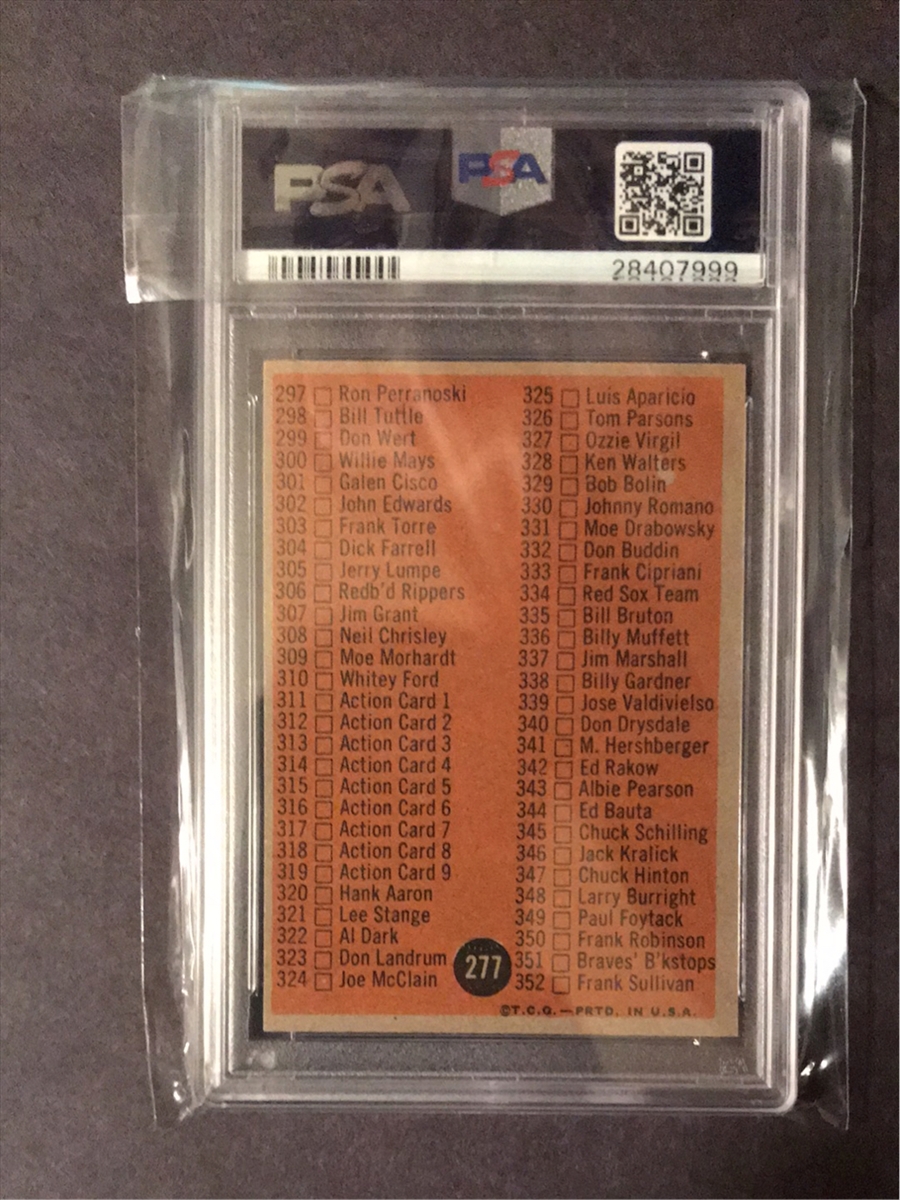 PSA
PSA
28407999
297 Ron Perranoski
298 Bill Tuttle
299 Don Wert
300 Willie Mays
301 Galen Cisco
302 John Edwards
303 Frank Torre
304 Dick Farrell
305 Jerry Lumpe
306 Redb'd Rippers
307 Jim Grant
308 Neil Chrisley
309 Moe Morhardt
310 Whitey Ford
311 Action Card 1
312 Action Card 2
313 Action Card 3
314 Action Card 4
315 Action Card 5
316 Action Card 6
317 Action Card 7
318 Action Card 8
319 Action Card 9
320 Hank Aaron
321 Lee Stange
322 Al Dark
323 Don Landrum
324 Joe McClain
277
325 Luis Aparicio
326 Tom Parsons
327 Ozzie Virgil
328 Ken Walters
329 Bob Bolin
330 Johnny Romano
331 Moe Drabowsky
332 Don Buddin
333 Frank Cipriani
334 Red Sox Team
335 Bill Bruton
336 Billy Muffett
337 Jim Marshall
338 Billy Gardner
339 Jose Valdivielso
340 Don Drysdale
341 M. Hershberger
342 Ed Rakow
343 Albie Pearson
344 Ed Bauta
345 Chuck Schilling
346 Jack Kralick
347 Chuck Hinton
348 Larry Burright
349 Paul Foytack
350 Frank Robinson
351 Braves' B'kstops
352 Frank Sullivan
©T.C.G.—PRTD. IN U.S.A.